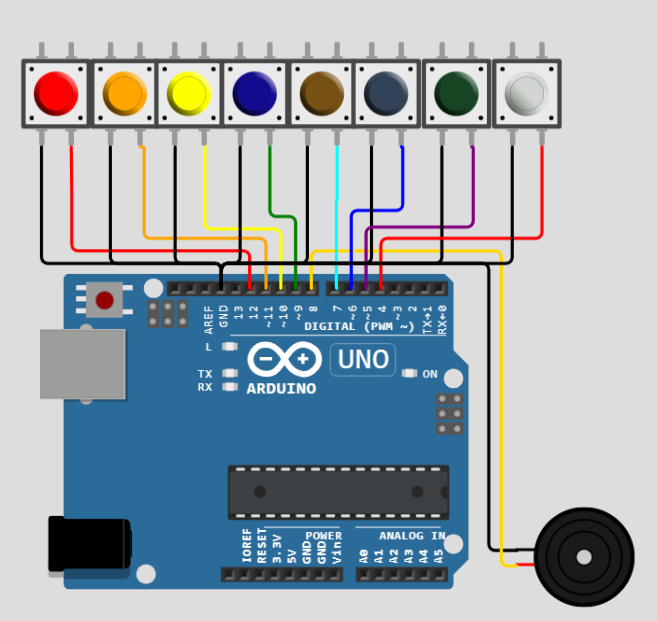 AREF
GND
13
12
~11
~10
~9
8
7
~6
~5
4
~3
2
TX→1
RX←0
DIGITAL (PWM ~)
L
UNO
TX
RX
ON
ARDUINO
POWER
ANALOG IN
IOREF
RESET
3.3V
5V
GND
GND
Vin
A0
A1
A2
A3
A4
A5